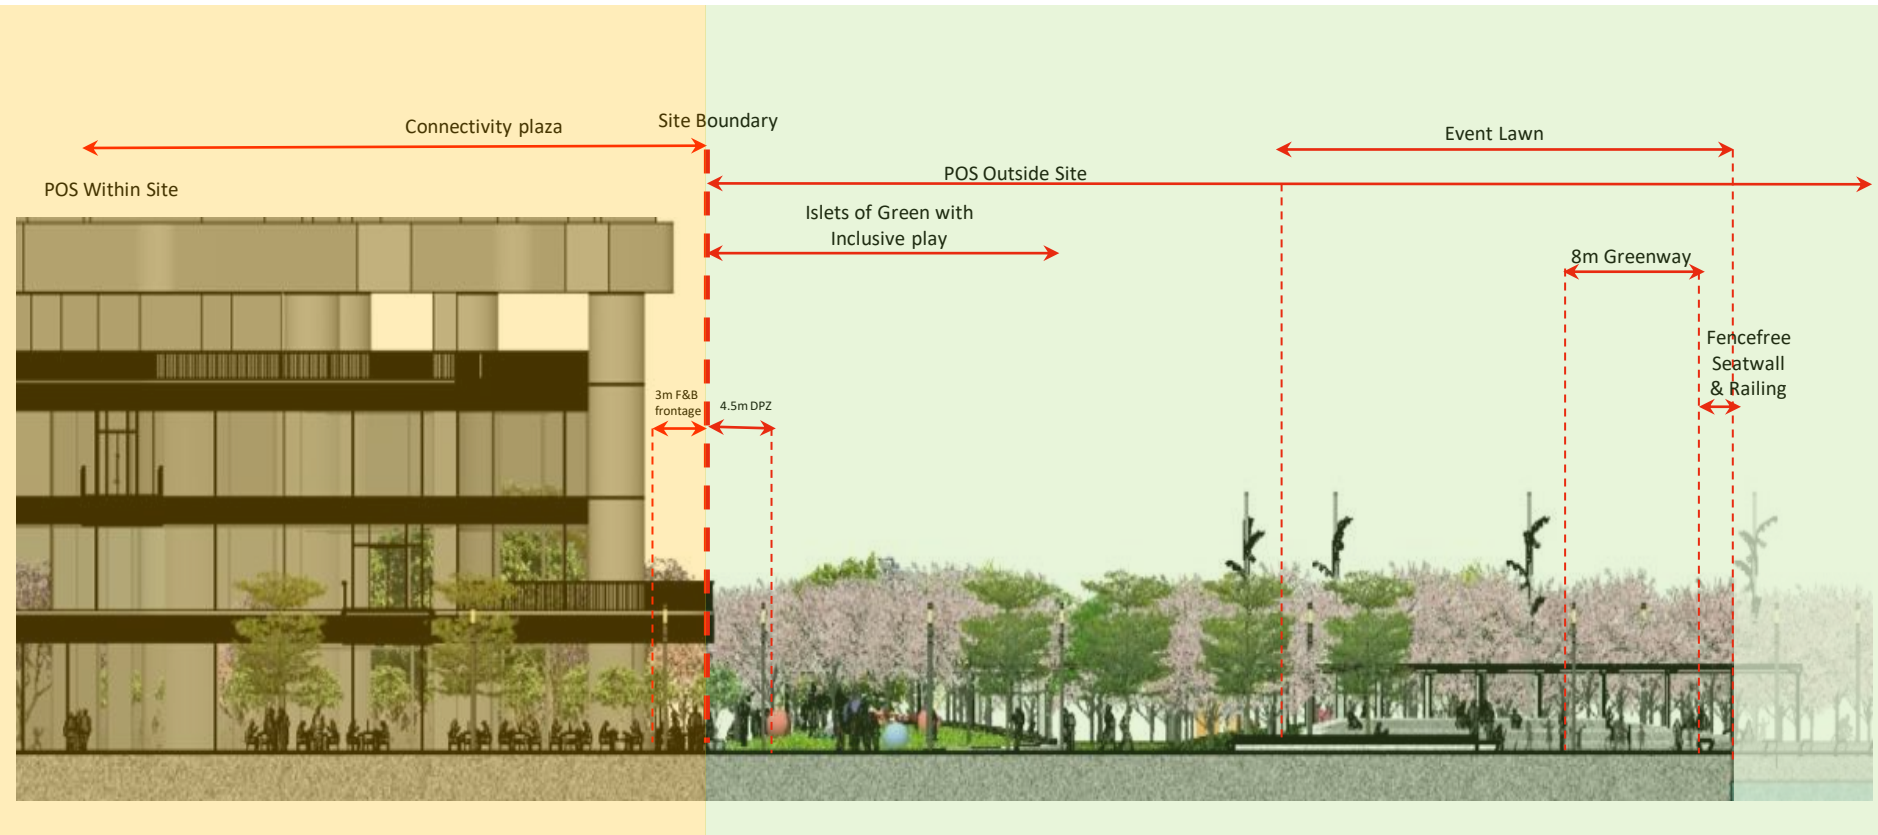 Connectivity plaza
Site Boundary
Event Lawn
POS Within Site
POS Outside Site
Islets of Green with
Inclusive play
8m Greenway
Fencefree
Seatwall
& Railing
3m F&B
frontage
4.5m DPZ